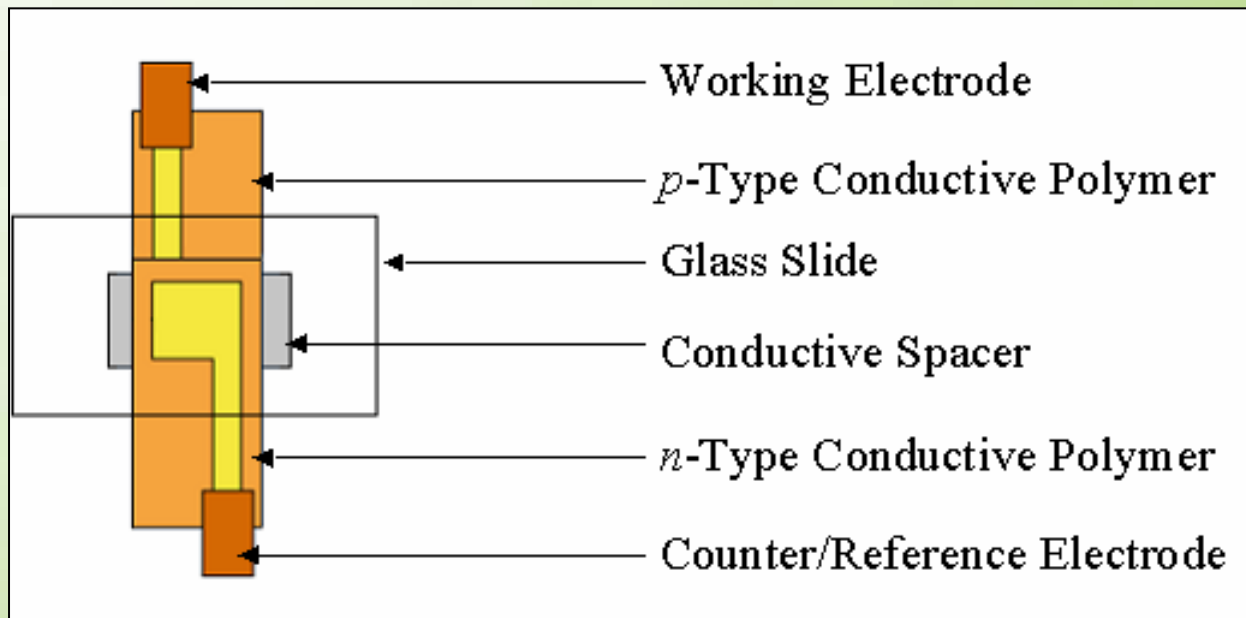 Working Electrode
p-Type Conductive Polymer
Glass Slide
Conductive Spacer
n-Type Conductive Polymer
Counter/Reference Electrode